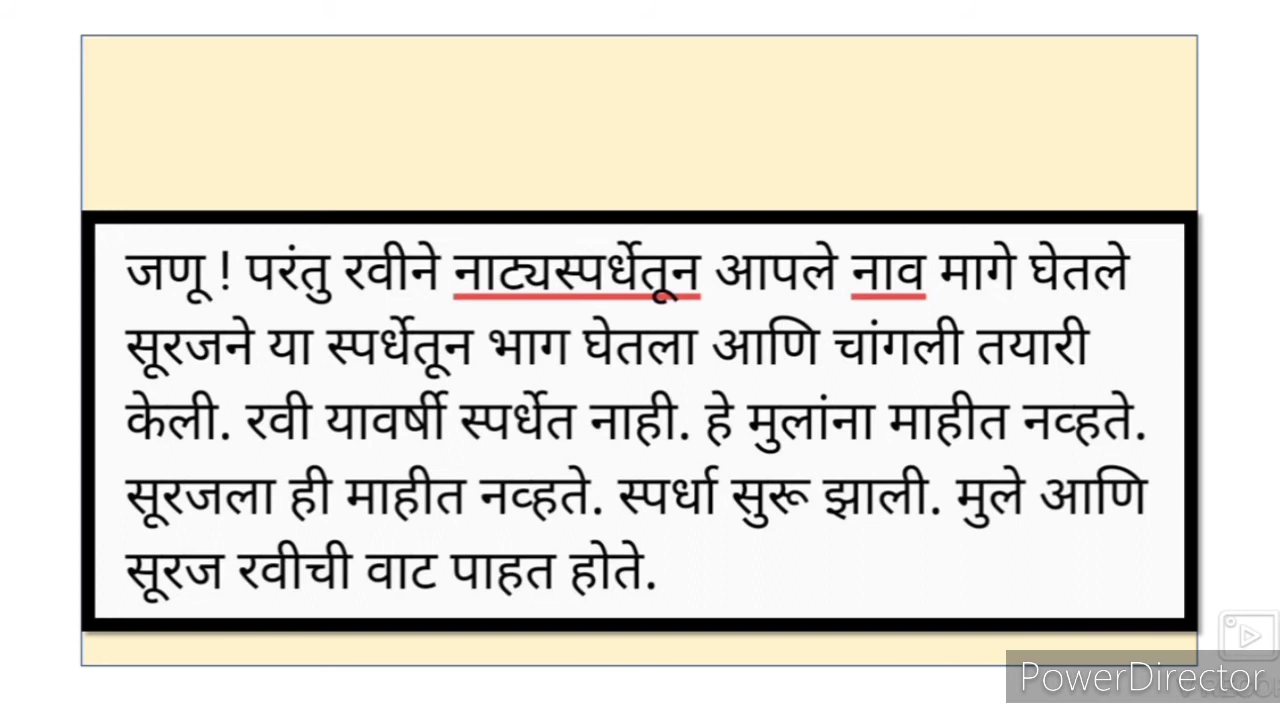 जणू ! परंतु रवीने नाट्यस्पर्धेतून आपले नाव मागे घेतले
सूरजने या स्पर्धेतून भाग घेतला आणि चांगली तयारी
केली. रवी यावर्षी स्पर्धेत नाही. हे मुलांना माहीत नव्हते.
सूरजला ही माहीत नव्हते. स्पर्धा सुरू झाली. मुले आणि
सूरज रवीची वाट पाहत होते.
PowerDirector